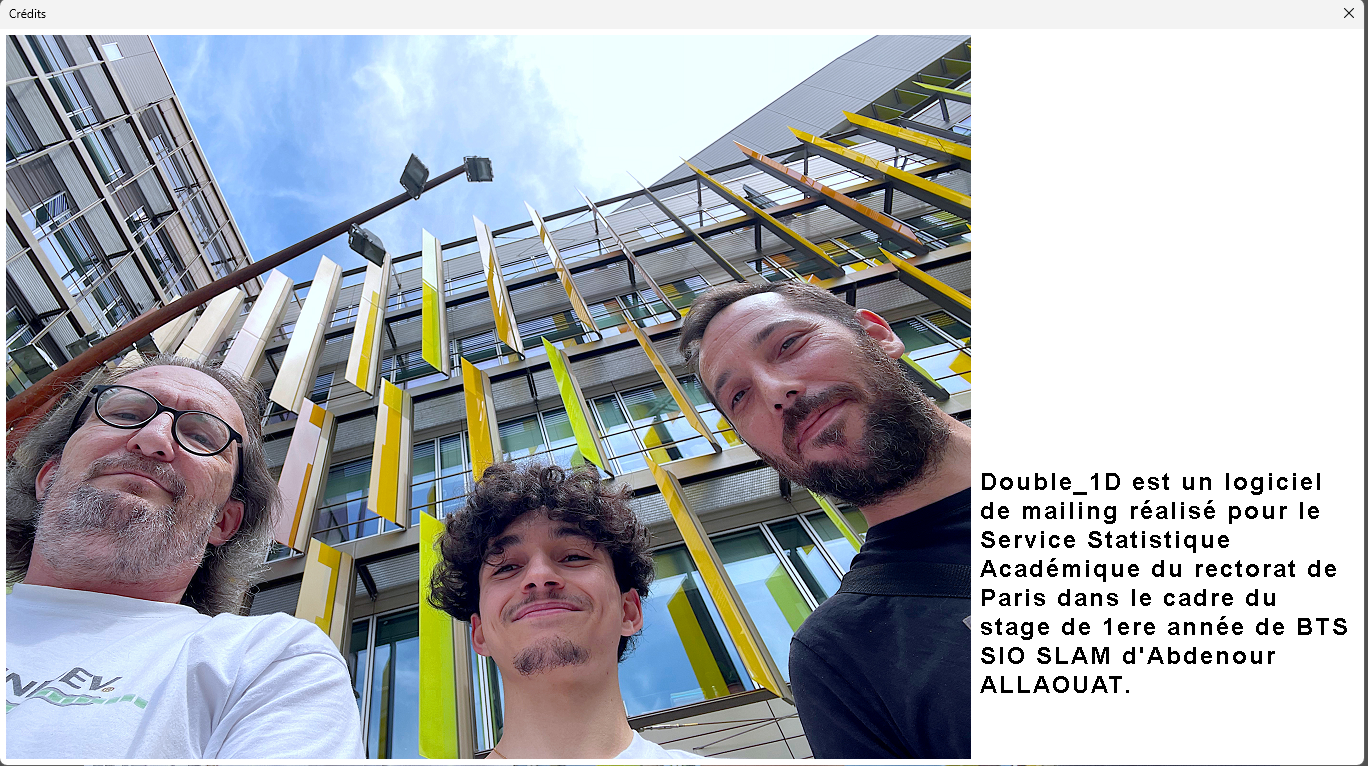 Crédits
Double_1D est un logiciel
de mailing réalisé pour le
Service Statistique
Académique du rectorat de
Paris dans le cadre du
stage de 1ere année de BTS
SIO SLAM d'Abdenour
ALLAOUAT.